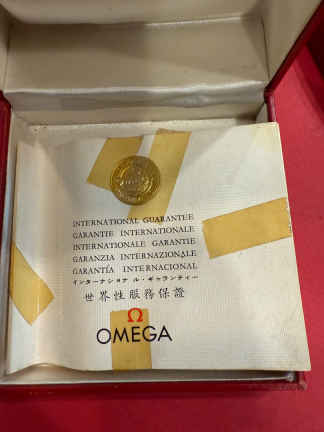 INTERNATIONAL GUARANTEE
GARANTIE INTERNATIONALE
INTERNATIONALE GARANTIE
GARANZIA INTERNAZIONALE
GARANTÍA INTERNACIONAL
インターナショナル・ギャランティー
世界性服務保證
Ω
OMEGA